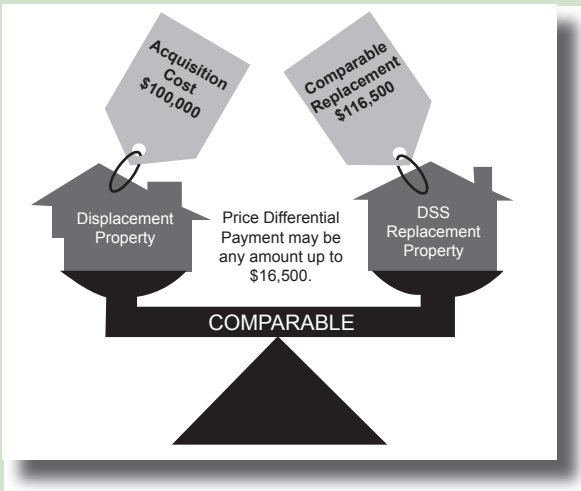 Acquisition
Cost
$100,000
Comparable
Replacement
$116,500
Displacement
Property
Price Differential
Payment may be
any amount up to
$16,500.
DSS
Replacement
Property
COMPARABLE